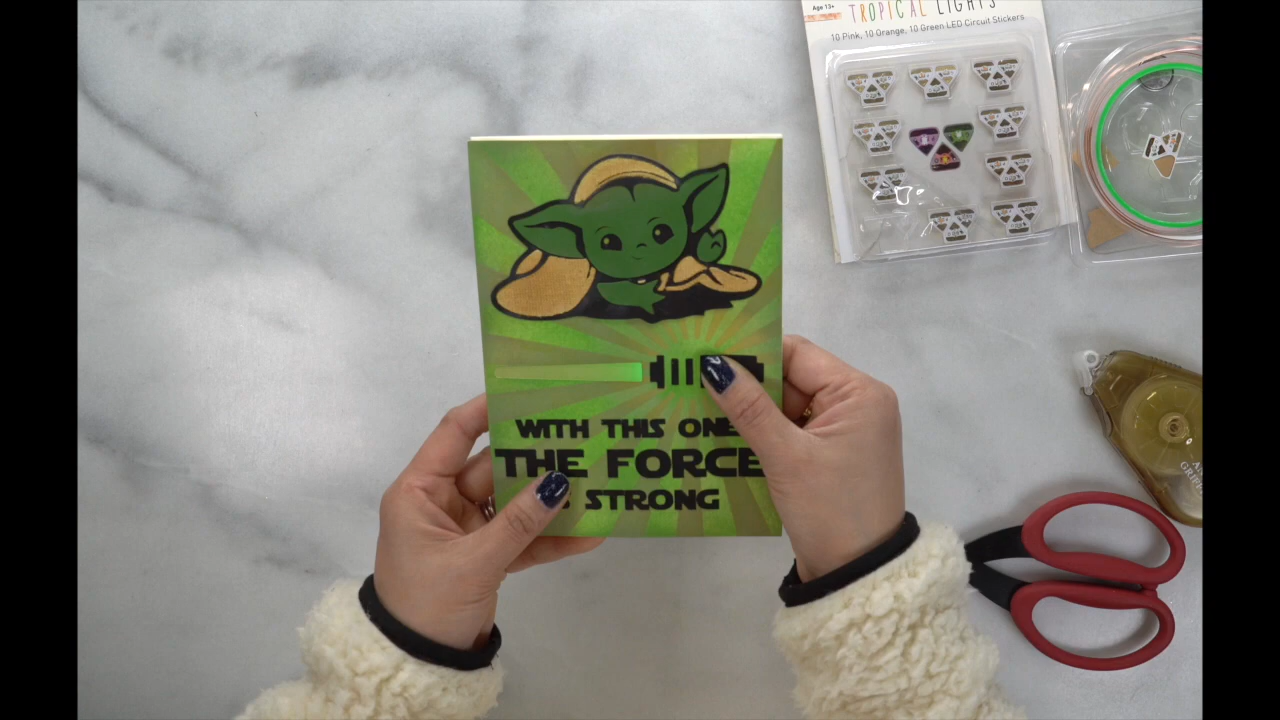 Age 13+
TROPICAL LIGHTS
10 Pink, 10 Orange, 10 Green LED Circuit Stickers
WITH THIS ONE
THE FORCE
STRONG